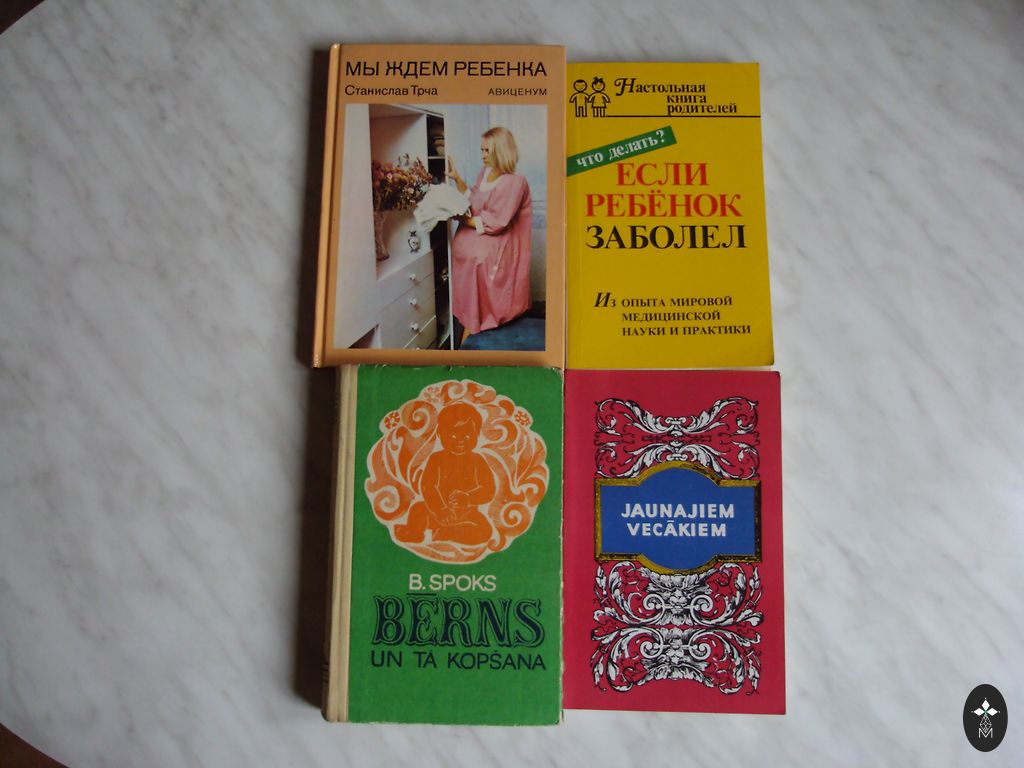 МЫ ЖДЕМ РЕБЕНКА
Станислав Трча АВИЦЕНУМ
Настольная
книга
родителей
что делать?
ЕСЛИ
РЕБЁНОК
ЗАБОЛЕЛ
Из опыта мировой
медицинской
науки и практики
B. SPOKS
BĒRNS
UN TĀ KOPŠANA
JAUNAJIEM
VECĀKIEM